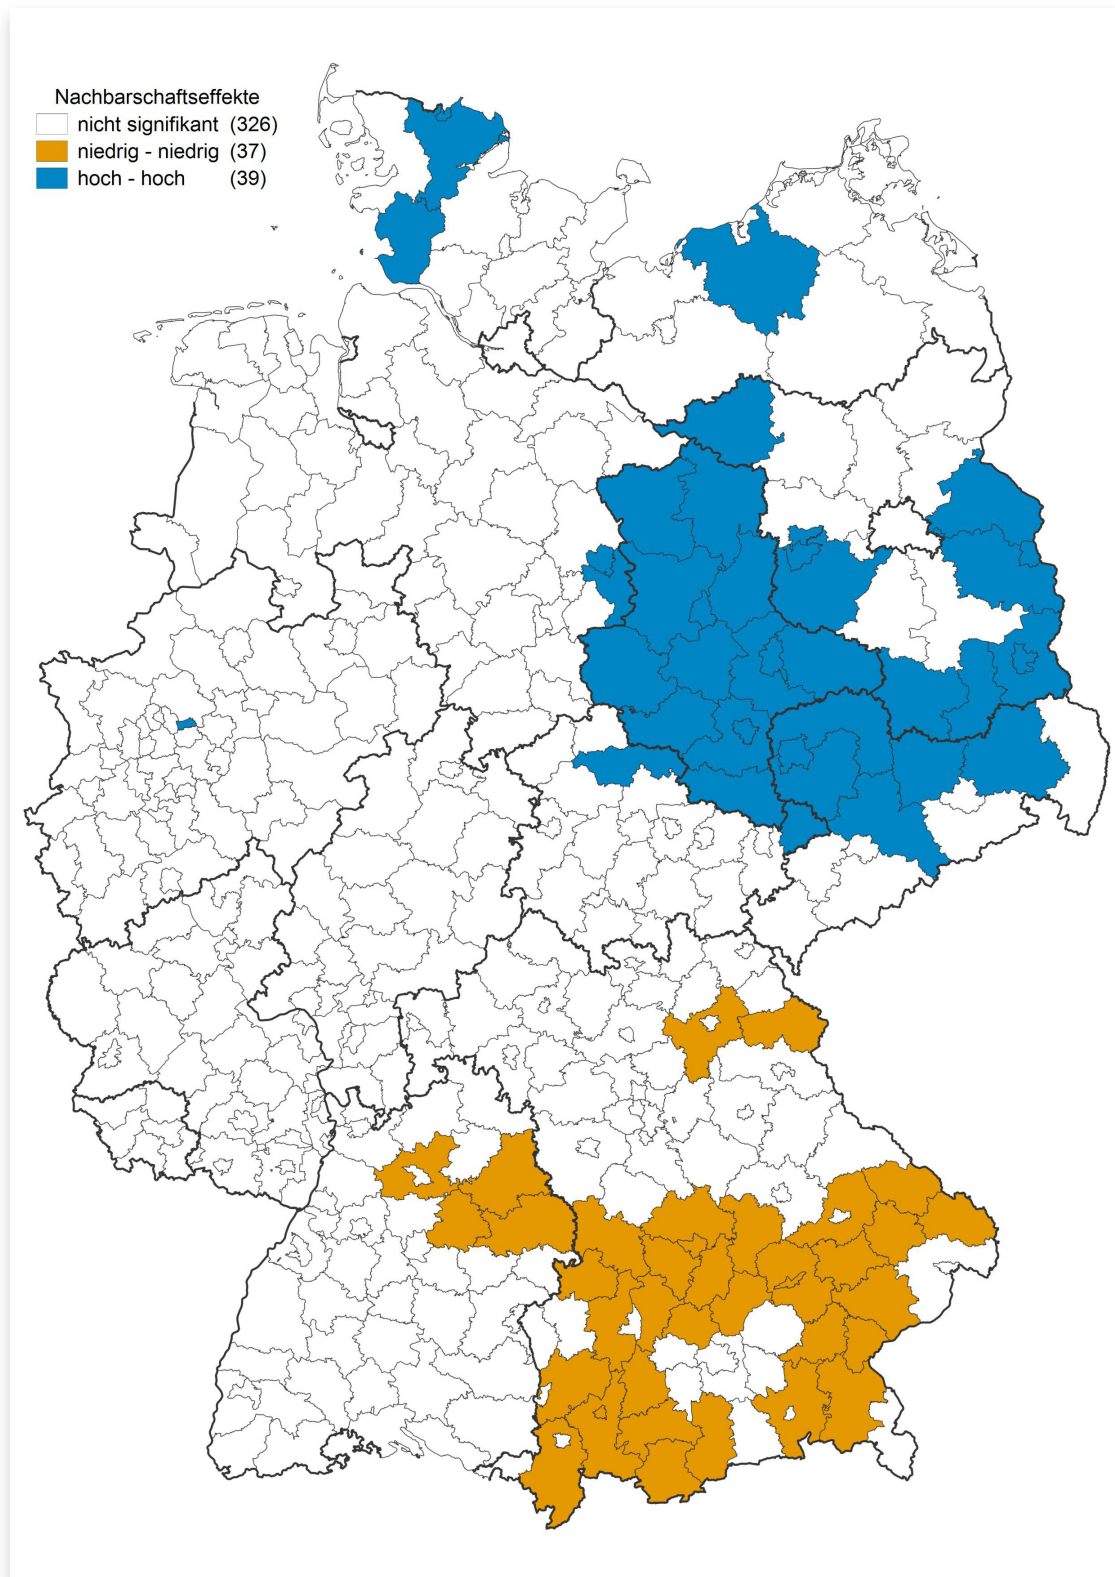 Nachbarschaftseffekte
nicht signifikant (326)
niedrig - niedrig (37)
hoch - hoch (39)